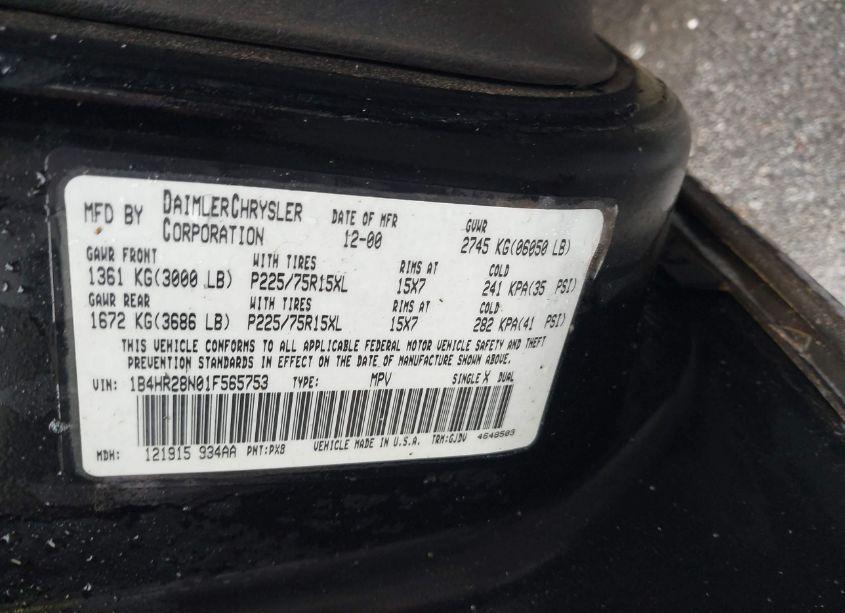 MFD BY DAIMLERCHRYSLER CORPORATION DATE OF MFR 12-00 GVWR 2745 KG(06050 LB)
GAWR FRONT WITH TIRES RIMS AT COLD
1361 KG(3000 LB) P225/75R15XL 15X7 241 KPA(35 PSI)
GAWR REAR WITH TIRES RIMS AT COLD
1672 KG(3686 LB) P225/75R15XL 15X7 282 KPA(41 PSI)
THIS VEHICLE CONFORMS TO ALL APPLICABLE FEDERAL MOTOR VEHICLE SAFETY AND THEFT
PREVENTION STANDARDS IN EFFECT ON THE DATE OF MANUFACTURE SHOWN ABOVE.
VIN: 1B4HR28N01F565753 TYPE: MPV SINGLE X DUAL
MDH: 121915 934AA PNT:PX8 VEHICLE MADE IN U.S.A. TRM:GJDV 4648503